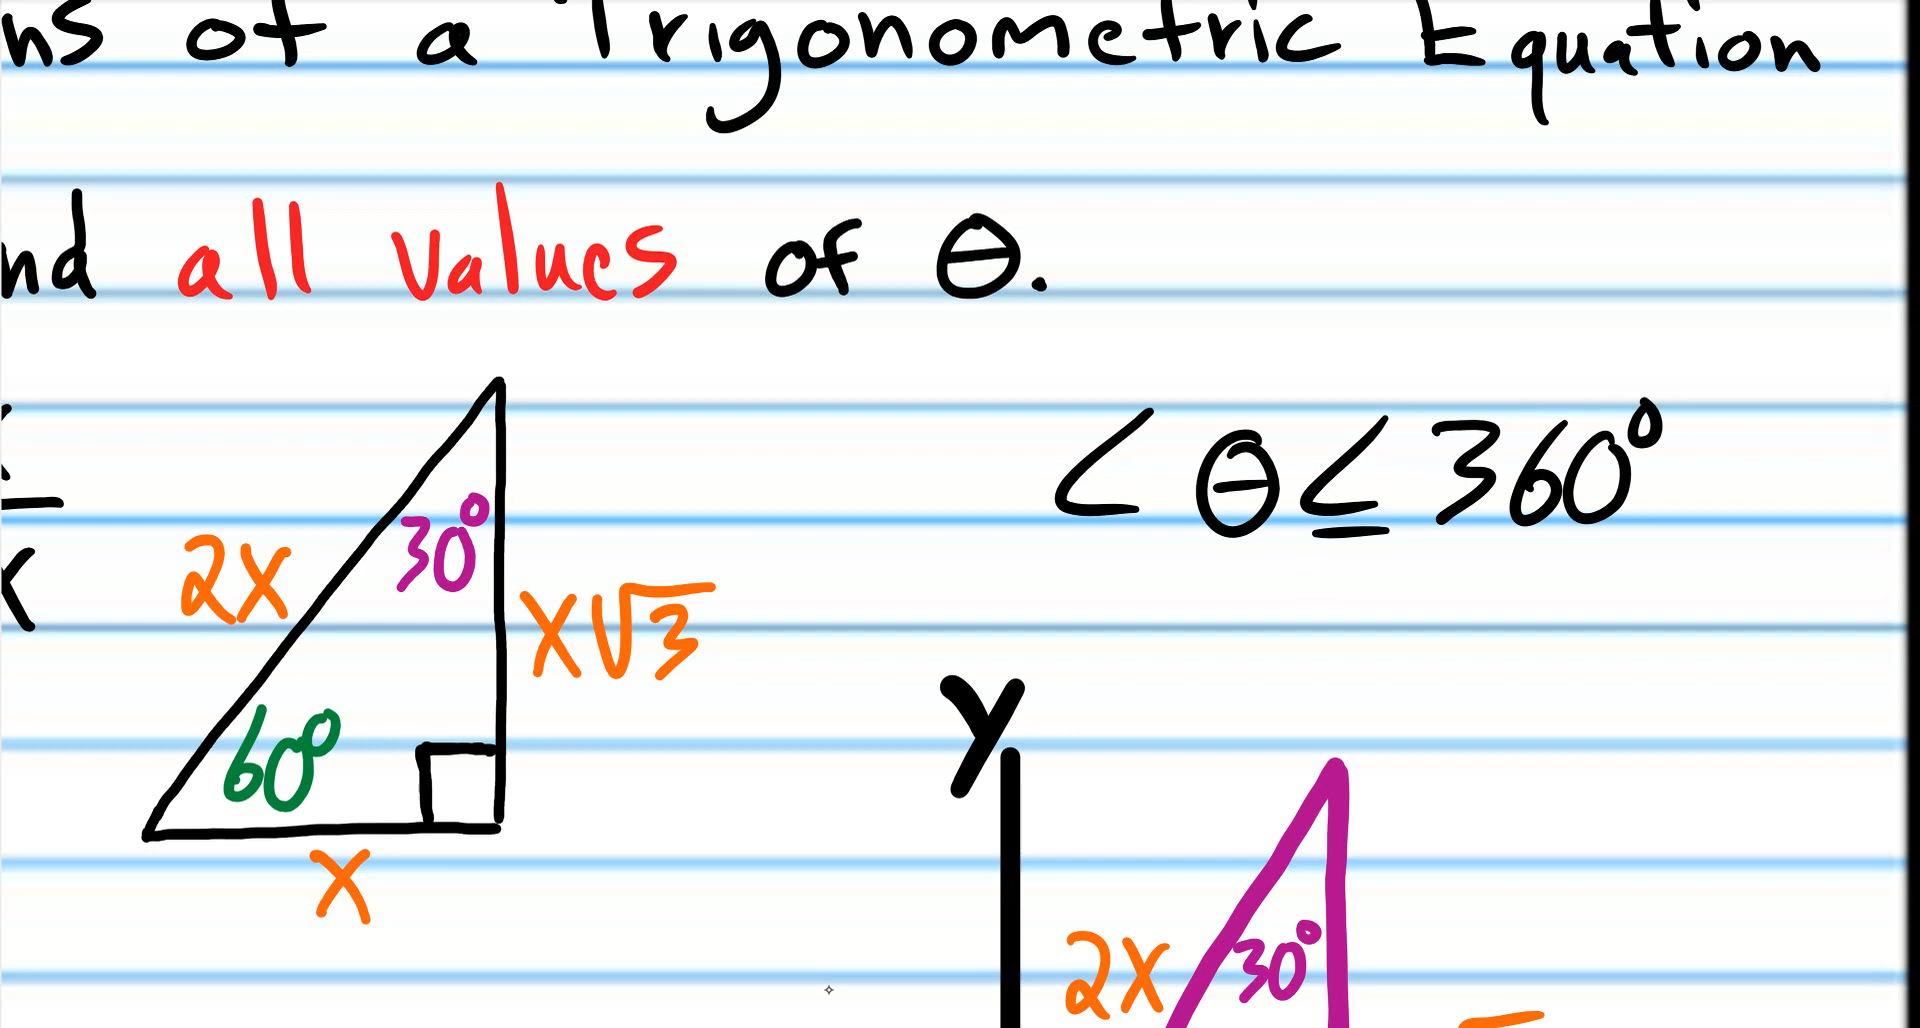 ns of a Trigonometric Equation
nd all values of θ.
< θ ≤ 360°
30°
2x
x√3
60°
x
y
2x
30°